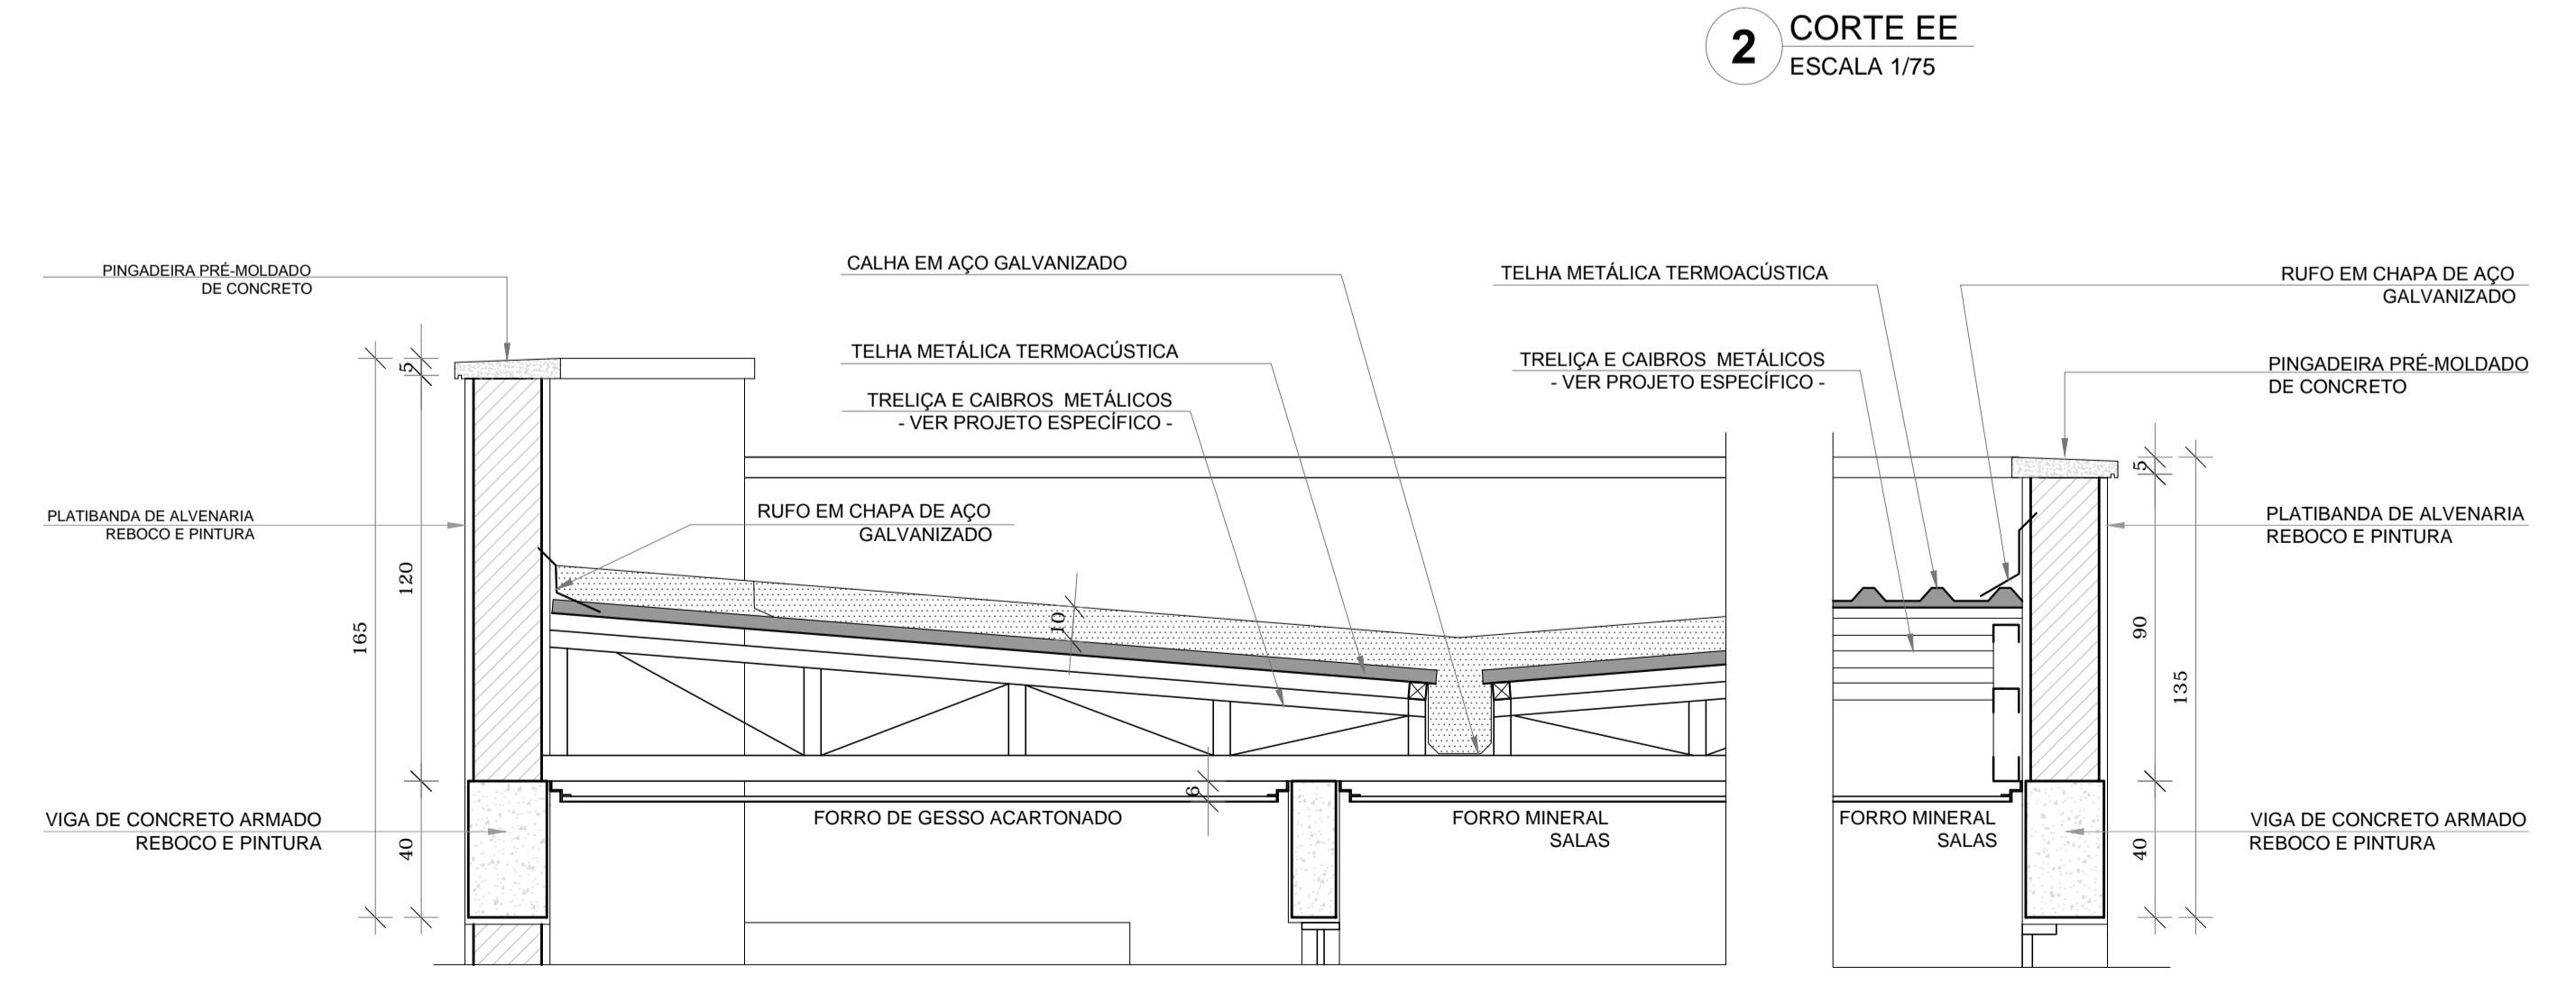 2
CORTE EE
ESCALA 1/75
PINGADEIRA PRÉ-MOLDADO
DE CONCRETO
CALHA EM AÇO GALVANIZADO
TELHA METÁLICA TERMOACÚSTICA
RUFO EM CHAPA DE AÇO
GALVANIZADO
TELHA METÁLICA TERMOACÚSTICA
TRELIÇA E CAIBROS METÁLICOS
- VER PROJETO ESPECÍFICO -
TRELIÇA E CAIBROS METÁLICOS
- VER PROJETO ESPECÍFICO -
PINGADEIRA PRÉ-MOLDADO
DE CONCRETO
5
5
PLATIBANDA DE ALVENARIA
REBOCO E PINTURA
RUFO EM CHAPA DE AÇO
GALVANIZADO
PLATIBANDA DE ALVENARIA
REBOCO E PINTURA
120
165
10
90
135
6
VIGA DE CONCRETO ARMADO
REBOCO E PINTURA
40
FORRO DE GESSO ACARTONADO
FORRO MINERAL
SALAS
FORRO MINERAL
SALAS
40
VIGA DE CONCRETO ARMADO
REBOCO E PINTURA